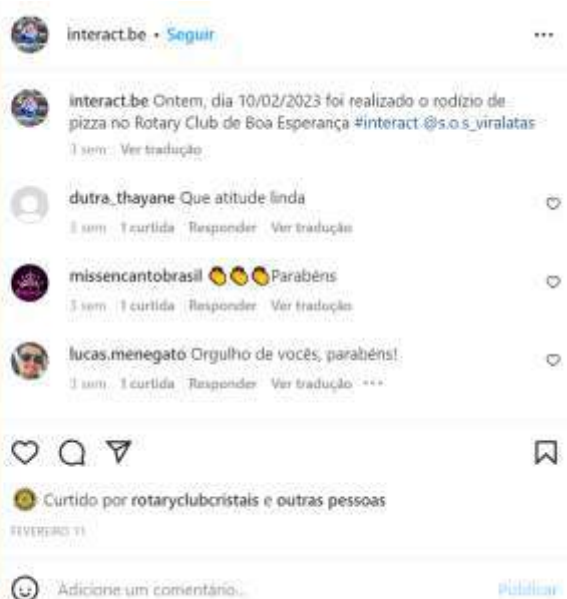 interact.be • Seguir
interact.be Ontem, dia 10/02/2023 foi realizado o rodízio de
pizza no Rotary Club de Boa Esperança #interact @s.o.s_viralatas
3 sem Ver tradução
dutra_thayane Que atitude linda
3 sem 1 curtida Responder Ver tradução
missencantobrasil 👏👏👏Parabéns
3 sem 1 curtida Responder Ver tradução
lucas.menegato Orgulho de vocês, parabéns!
3 sem 1 curtida Responder Ver tradução
Curtido por rotaryclubcristais e outras pessoas
FEVEREIRO 11
Adicione um comentário...
Publicar